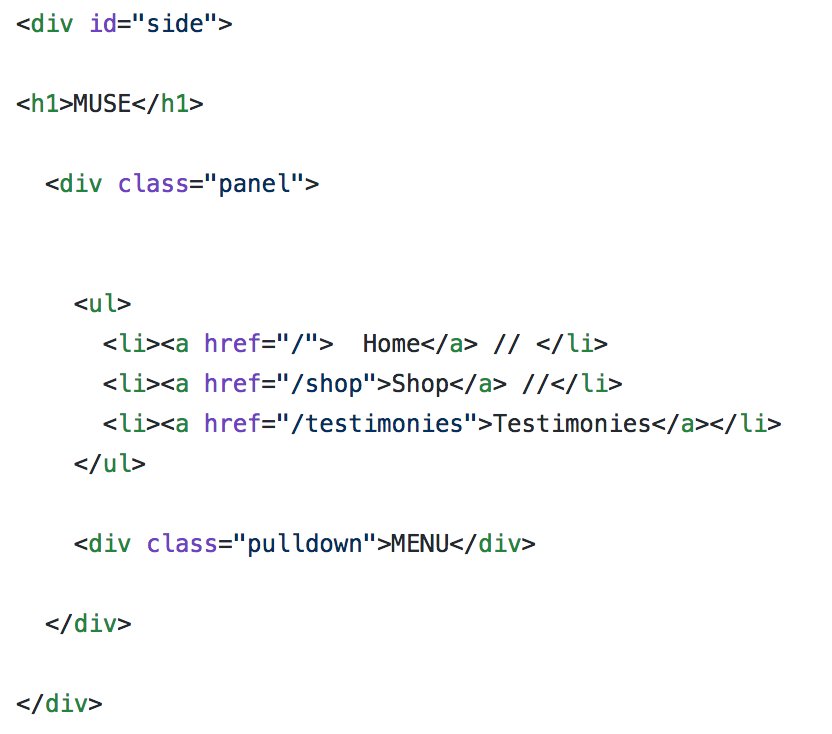 <div id="side">
<h1>MUSE</h1>
<div class="panel">
<ul>
<li><a href="/">  Home</a> // </li>
<li><a href="/shop">Shop</a> //</li>
<li><a href="/testimonies">Testimonies</a></li>
</ul>
<div class="pulldown">MENU</div>
</div>
</div>